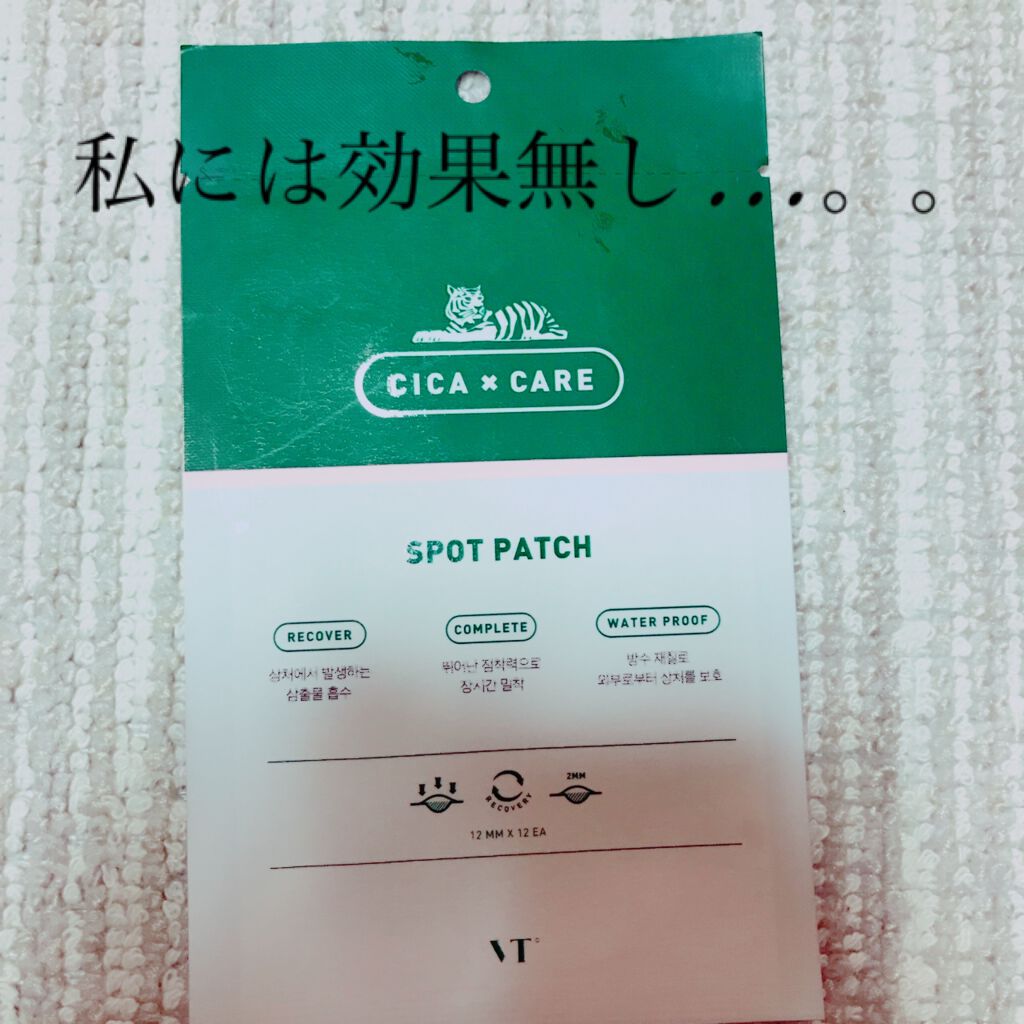 私には効果無し...。。
CICA × CARE
SPOT PATCH
RECOVER
상처에서 발생하는
삼출물 흡수
COMPLETE
뛰어난 점착력으로
장시간 밀착
WATER PROOF
방수 재질로
외부로부터 상처를 보호
2MM
RECOVERY
12 MM X 12 EA
VT